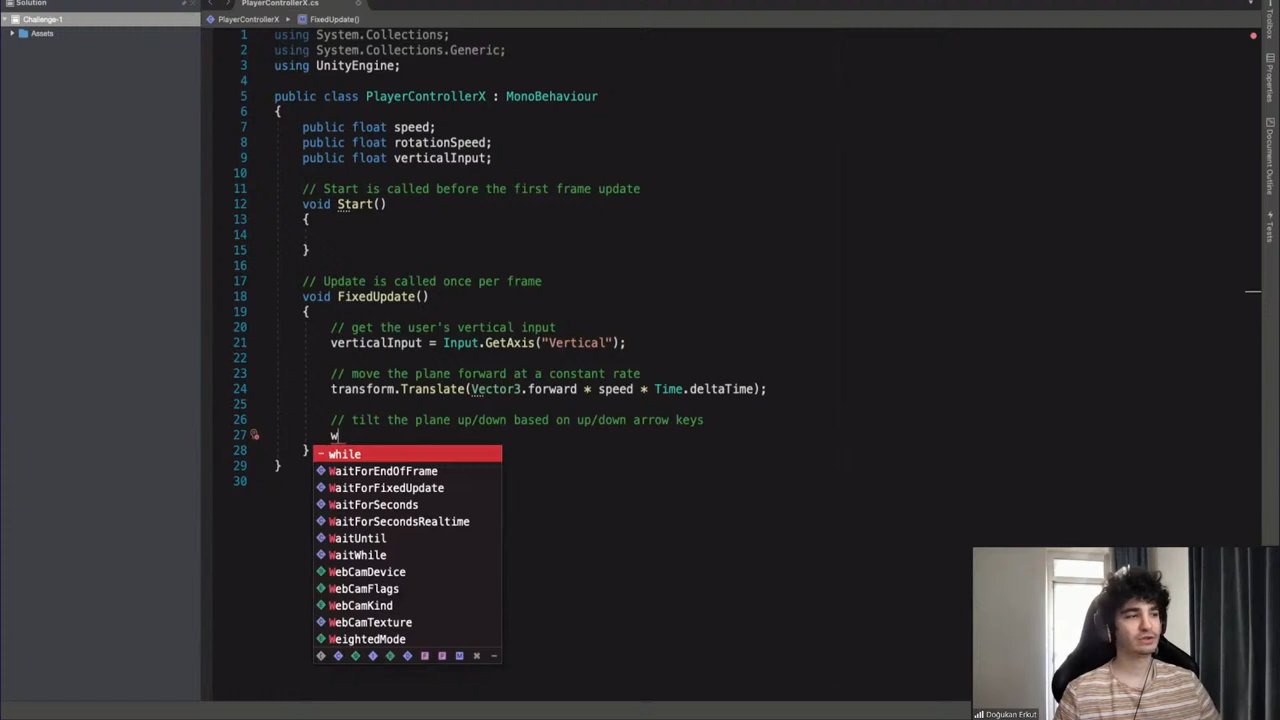 Solution
PlayerControllerX.cs
Challenge-1
PlayerControllerX
FixedUpdate()
Assets
1 using System.Collections;
2 using System.Collections.Generic;
3 using UnityEngine;
4
5 public class PlayerControllerX : MonoBehaviour
6 {
7 public float speed;
8 public float rotationSpeed;
9 public float verticalInput;
10
11 // Start is called before the first frame update
12 void Start()
13 {
14
15 }
16
17 // Update is called once per frame
18 void FixedUpdate()
19 {
20 // get the user's vertical input
21 verticalInput = Input.GetAxis("Vertical");
22
23 // move the plane forward at a constant rate
24 transform.Translate(Vector3.forward * speed * Time.deltaTime);
25
26 // tilt the plane up/down based on up/down arrow keys
27 w
28 }
29 }
30
while
WaitForEndOfFrame
WaitForFixedUpdate
WaitForSeconds
WaitForSecondsRealtime
WaitUntil
WaitWhile
WebCamDevice
WebCamFlags
WebCamKind
WebCamTexture
WeightedMode
Toolbox
Properties
Document Outline
Tests
Doğukan Erkut